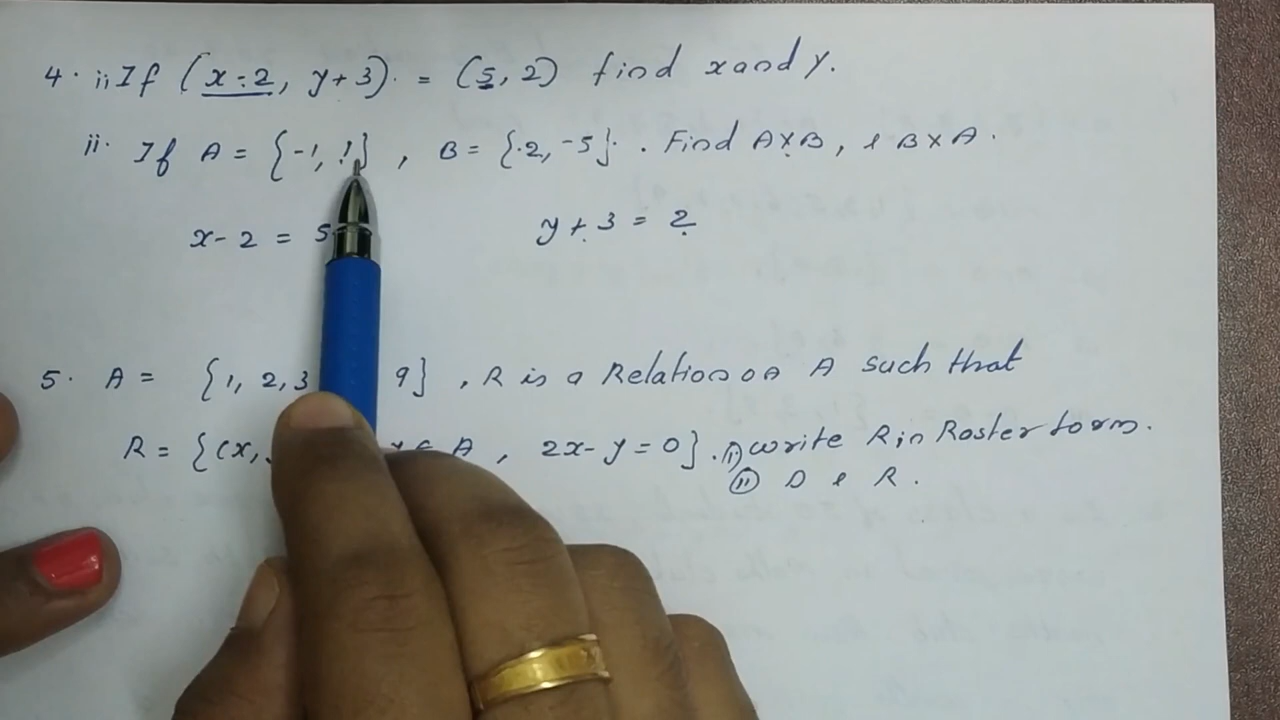 4. i, If (x-2, y+3). = (5, 2) find x and y.
ii. If A = {-1, 1}, B = {.2, -5}. . Find A×B, & B×A.
x-2 = 5
y+3 = 2
5. A = {1, 2, 3 9}, R is a Relation on A such that
R = {(x, A, 2x-y=0}. (i) write R in Roster form.
(ii) D & R.